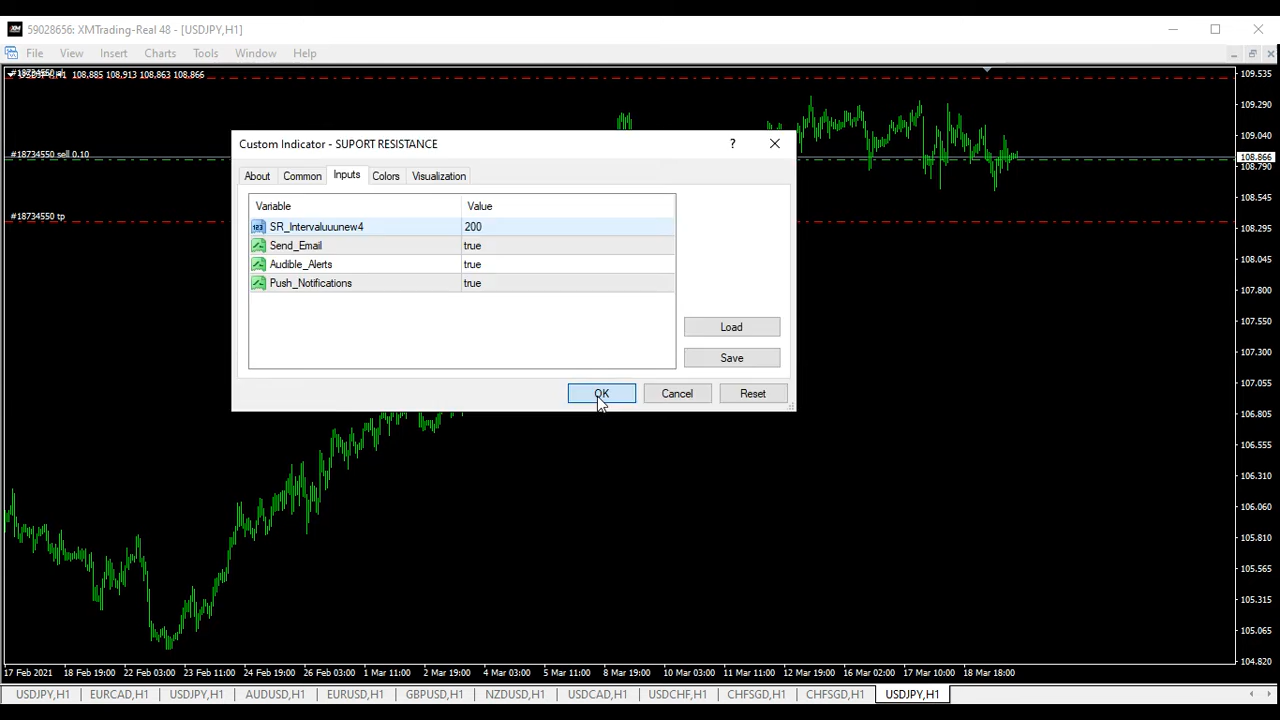 59028656: XMTrading-Real 48 - [USDJPY,H1]
File View Insert Charts Tools Window Help
108.885 108.913 108.863 108.866
#18734550 sell 0.10
#18734550 tp
Custom Indicator - SUPORT RESISTANCE
?
About Common Inputs Colors Visualization
Variable Value
SR_Intervaluuunew4 200
Send_Email true
Audible_Alerts true
Push_Notifications true
Load
Save
OK Cancel Reset
109.535
109.290
109.040
108.866
108.790
108.545
108.295
108.045
107.800
107.550
107.300
107.055
106.805
106.555
106.310
106.060
105.810
105.565
105.315
105.065
104.820
17 Feb 2021 18 Feb 19:00 22 Feb 03:00 23 Feb 11:00 24 Feb 19:00 26 Feb 03:00 1 Mar 11:00 2 Mar 19:00 4 Mar 03:00 5 Mar 11:00 8 Mar 19:00 10 Mar 03:00 11 Mar 11:00 12 Mar 19:00 16 Mar 02:00 17 Mar 10:00 18 Mar 18:00
USDJPY,H1 EURCAD,H1 USDJPY,H1 AUDUSD,H1 EURUSD,H1 GBPUSD,H1 NZDUSD,H1 USDCAD,H1 USDCHF,H1 CHFSGD,H1 CHFSGD,H1 USDJPY,H1